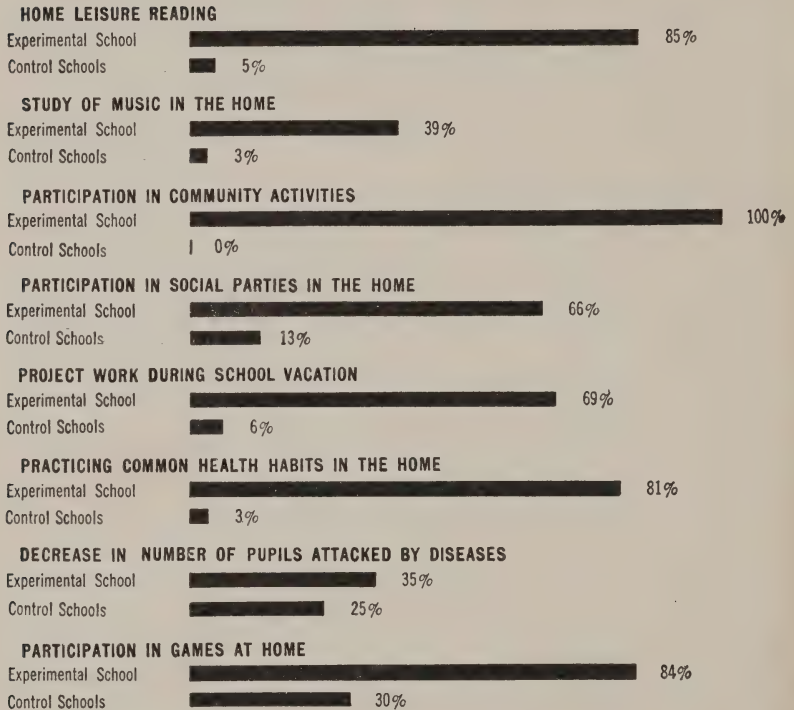 HOME LEISURE READING
Experimental School 85%
Control Schools 5%
STUDY OF MUSIC IN THE HOME
Experimental School 39%
Control Schools 3%
PARTICIPATION IN COMMUNITY ACTIVITIES
Experimental School 100%
Control Schools 0%
PARTICIPATION IN SOCIAL PARTIES IN THE HOME
Experimental School 66%
Control Schools 13%
PROJECT WORK DURING SCHOOL VACATION
Experimental School 69%
Control Schools 6%
PRACTICING COMMON HEALTH HABITS IN THE HOME
Experimental School 81%
Control Schools 3%
DECREASE IN NUMBER OF PUPILS ATTACKED BY DISEASES
Experimental School 35%
Control Schools 25%
PARTICIPATION IN GAMES AT HOME
Experimental School 84%
Control Schools 30%